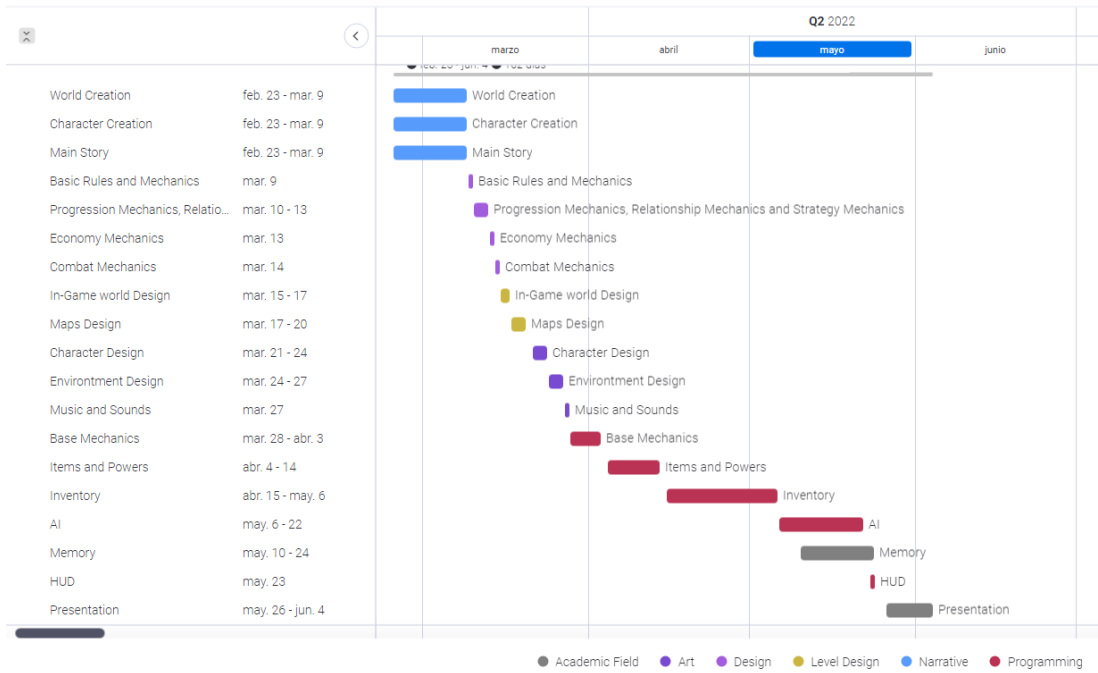 Q2 2022
marzo abril mayo junio
feb. 23 - jun. 4 102 días
World Creation feb. 23 - mar. 9 World Creation
Character Creation feb. 23 - mar. 9 Character Creation
Main Story feb. 23 - mar. 9 Main Story
Basic Rules and Mechanics mar. 9 Basic Rules and Mechanics
Progression Mechanics, Relatio... mar. 10 - 13 Progression Mechanics, Relationship Mechanics and Strategy Mechanics
Economy Mechanics mar. 13 Economy Mechanics
Combat Mechanics mar. 14 Combat Mechanics
In-Game world Design mar. 15 - 17 In-Game world Design
Maps Design mar. 17 - 20 Maps Design
Character Design mar. 21 - 24 Character Design
Environtment Design mar. 24 - 27 Environtment Design
Music and Sounds mar. 27 Music and Sounds
Base Mechanics mar. 28 - abr. 3 Base Mechanics
Items and Powers abr. 4 - 14 Items and Powers
Inventory abr. 15 - may. 6 Inventory
AI may. 6 - 22 AI
Memory may. 10 - 24 Memory
HUD may. 23 HUD
Presentation may. 26 - jun. 4 Presentation
Academic Field Art Design Level Design Narrative Programming